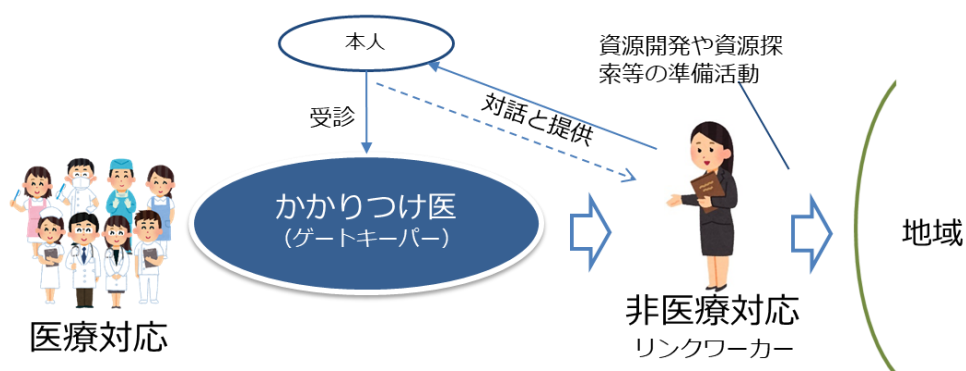 本人
資源開発や資源探
索等の準備活動
受診
対話と提供
かかりつけ医
（ゲートキーパー）
地域
医療対応
非医療対応
リンクワーカー